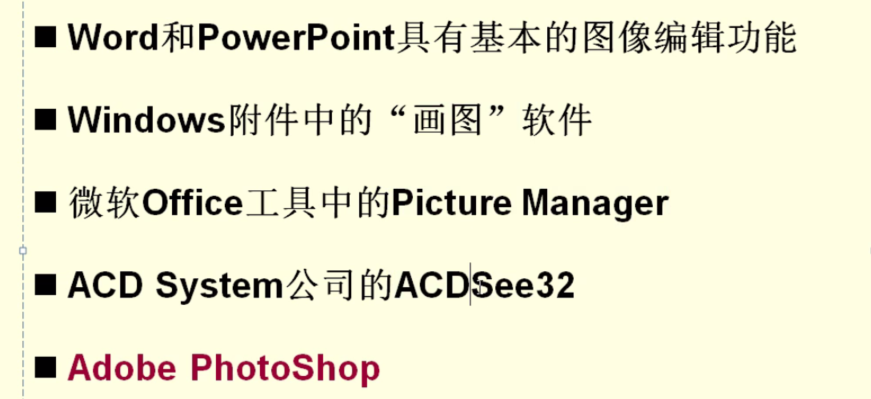 ■ Word和PowerPoint具有基本的图像编辑功能
■ Windows附件中的“画图”软件
■ 微软Office工具中的Picture Manager
■ ACD System公司的ACDSee32
■ Adobe PhotoShop